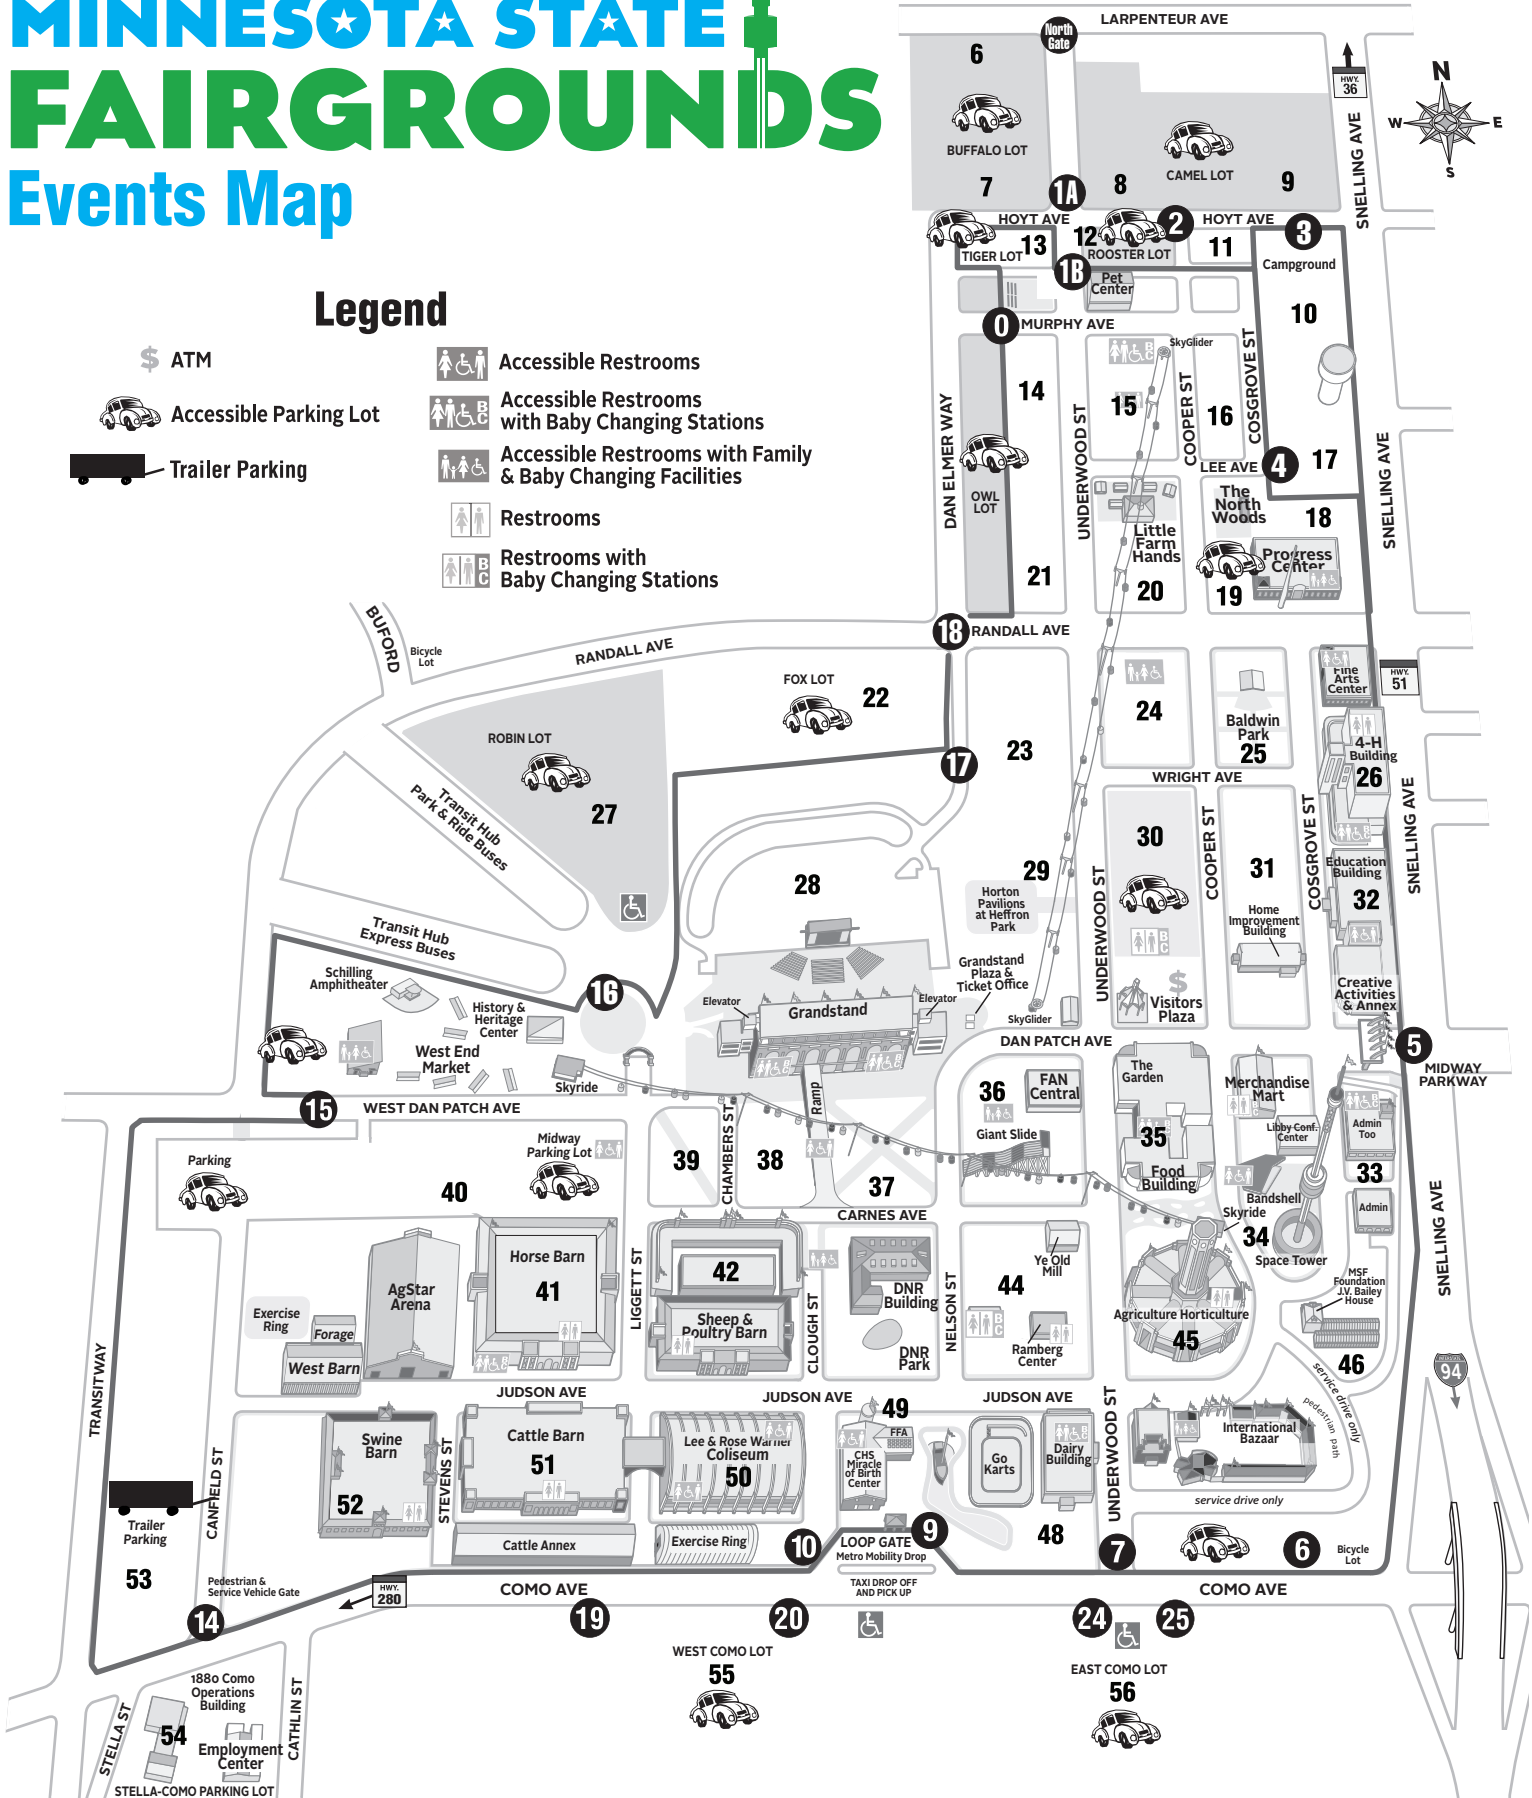 MINNESOTA STATE
FAIRGROUNDS
Events Map
Legend
$ ATM
Accessible Parking Lot
Trailer Parking
Accessible Restrooms
BC
Accessible Restrooms
with Baby Changing Stations
Accessible Restrooms with Family
& Baby Changing Facilities
Restrooms
BC
Restrooms with
Baby Changing Stations
LARPENTEUR AVE
North
Gate
HWY.
36
N
W
E
S
6
BUFFALO LOT
7
1A
8
CAMEL LOT
9
SNELLING AVE
HOYT AVE
HOYT AVE
2
3
TIGER LOT
13
12
ROOSTER LOT
11
Campground
1B
Pet
Center
10
0
MURPHY AVE
SkyGlider
14
15
16
COOPER ST
COSGROVE ST
DAN ELMER WAY
UNDERWOOD ST
LEE AVE
4
17
SNELLING AVE
OWL
LOT
The
North
Woods
18
Little
Farm
Hands
Progress
Center
21
20
19
18
RANDALL AVE
BUFORD
Bicycle
Lot
RANDALL AVE
FOX LOT
22
Fine
Arts
Center
HWY.
51
ROBIN LOT
24
Baldwin
Park
25
4-H
Building
26
17
23
WRIGHT AVE
27
Transit Hub
Park & Ride Buses
30
COOPER ST
31
COSGROVE ST
SNELLING AVE
28
29
Education
Building
32
Horton
Pavilions
at Heffron
Park
UNDERWOOD ST
Home
Improvement
Building
Transit Hub
Express Buses
Schilling
Amphitheater
History &
Heritage
Center
16
Grandstand
Plaza &
Ticket Office
Elevator
Elevator
Grandstand
SkyGlider
$
Visitors
Plaza
Creative
Activities
& Annex
West End
Market
DAN PATCH AVE
5
MIDWAY
PARKWAY
Skyride
15
WEST DAN PATCH AVE
Ramp
36
FAN
Central
The
Garden
Merchandise
Mart
Libby Conf.
Center
Admin
Too
Giant Slide
35
Midway
Parking Lot
Parking
39
CHAMBERS ST
38
37
Food
Building
33
40
Bandshell
Admin
CARNES AVE
Skyride
34
Space Tower
Horse Barn
41
42
Ye Old
Mill
AgStar
Arena
LIGGETT ST
DNR
Building
44
SNELLING AVE
MSF
Foundation
J.V. Bailey
House
Exercise
Ring
Forage
Sheep &
Poultry Barn
CLOUGH ST
NELSON ST
Agriculture Horticulture
45
West Barn
DNR
Park
Ramberg
Center
46
TRANSITWAY
JUDSON AVE
JUDSON AVE
JUDSON AVE
94
service drive only
pedestrian path
49
FFA
Swine
Barn
Cattle Barn
51
Lee & Rose Warner
Coliseum
50
CHS
Miracle
of Birth
Center
Go
Karts
Dairy
Building
UNDERWOOD ST
International
Bazaar
52
STEVENS ST
CANFIELD ST
service drive only
Trailer
Parking
Cattle Annex
Exercise Ring
10
LOOP GATE
9
Metro Mobility Drop
48
7
6
Bicycle
Lot
53
Pedestrian &
Service Vehicle Gate
HWY.
280
COMO AVE
TAXI DROP OFF
AND PICK UP
COMO AVE
14
19
20
24
25
WEST COMO LOT
55
EAST COMO LOT
56
1880 Como
Operations
Building
STELLA ST
54
CATHLIN ST
Employment
Center
STELLA-COMO PARKING LOT